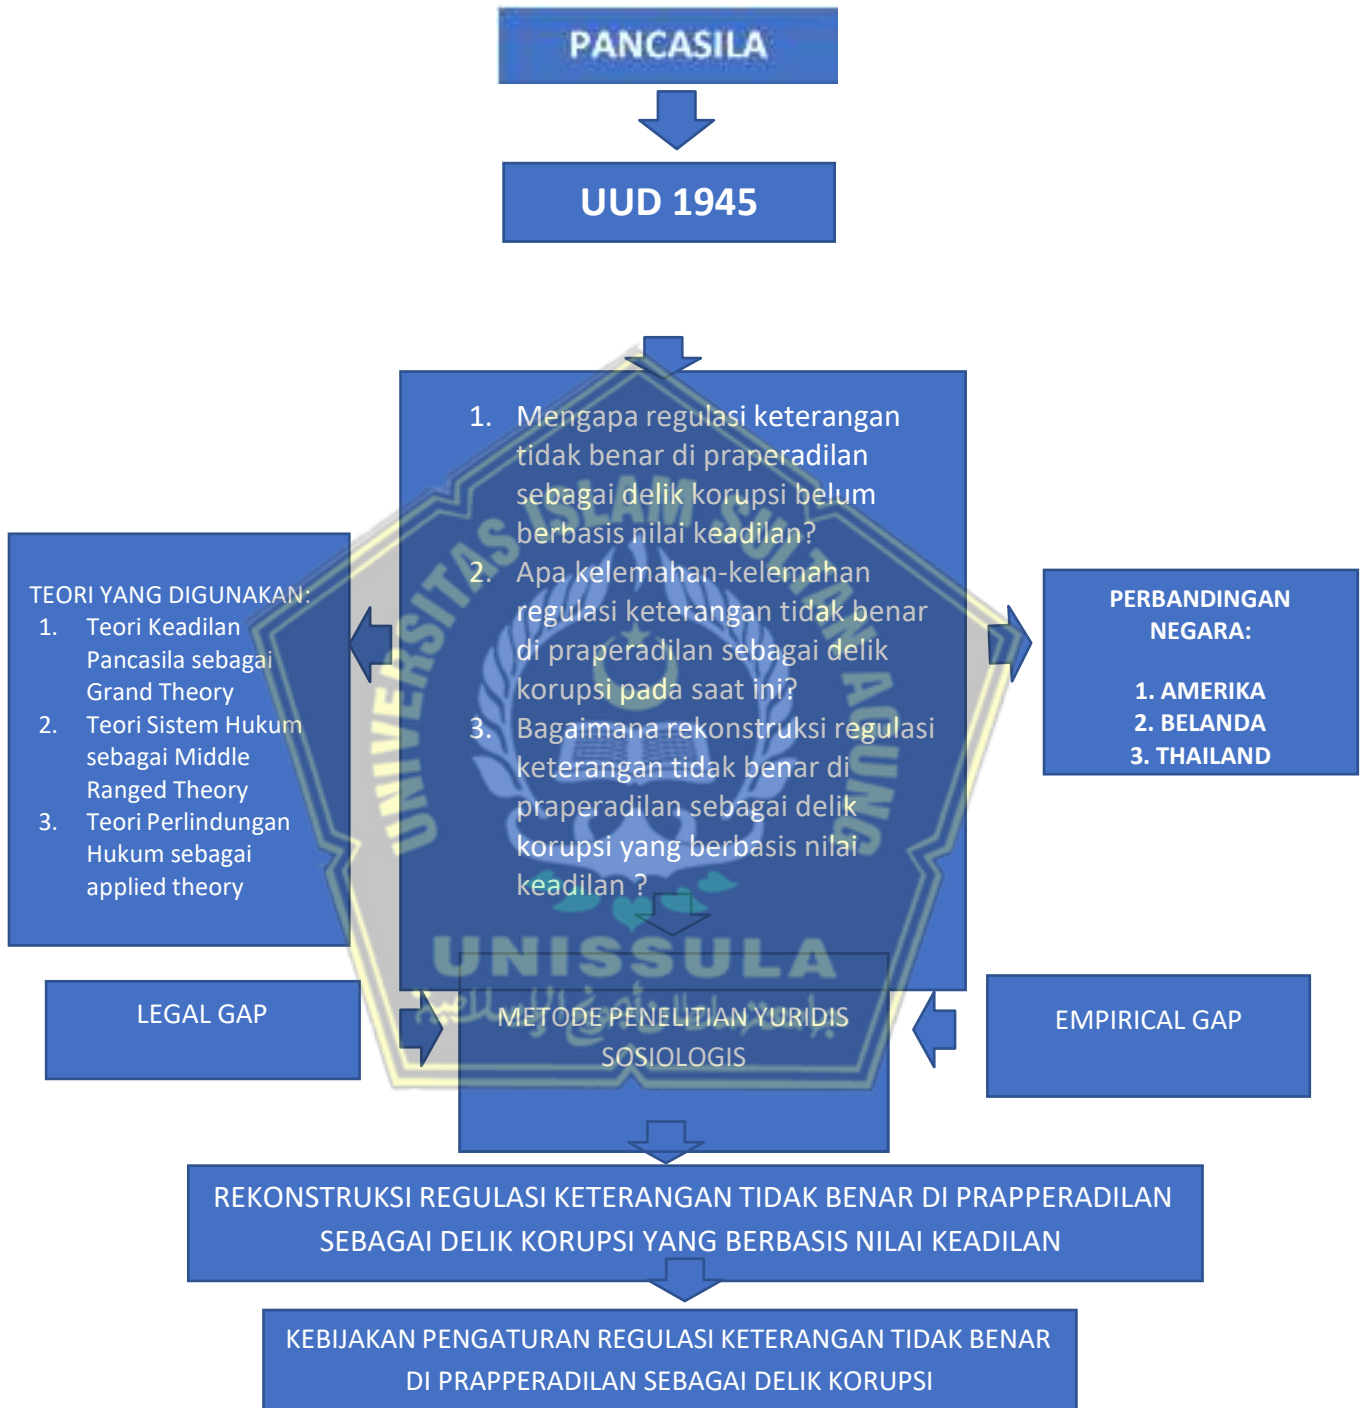 PANCASILA
UUD 1945
1. Mengapa regulasi keterangan
tidak benar di praperadilan
sebagai delik korupsi belum
berbasis nilai keadilan?
2. Apa kelemahan-kelemahan
regulasi keterangan tidak benar
di praperadilan sebagai delik
korupsi pada saat ini?
3. Bagaimana rekonstruksi regulasi
keterangan tidak benar di
praperadilan sebagai delik
korupsi yang berbasis nilai
keadilan ?
TEORI YANG DIGUNAKAN:
1. Teori Keadilan
Pancasila sebagai
Grand Theory
2. Teori Sistem Hukum
sebagai Middle
Ranged Theory
3. Teori Perlindungan
Hukum sebagai
applied theory
PERBANDINGAN
NEGARA:
1. AMERIKA
2. BELANDA
3. THAILAND
UNIVERSITAS ISLAM SULTAN AGUNG
UNISSULA
LEGAL GAP
METODE PENELITIAN YURIDIS
SOSIOLOGIS
EMPIRICAL GAP
REKONSTRUKSI REGULASI KETERANGAN TIDAK BENAR DI PRAPPERADILAN
SEBAGAI DELIK KORUPSI YANG BERBASIS NILAI KEADILAN
KEBIJAKAN PENGATURAN REGULASI KETERANGAN TIDAK BENAR
DI PRAPPERADILAN SEBAGAI DELIK KORUPSI